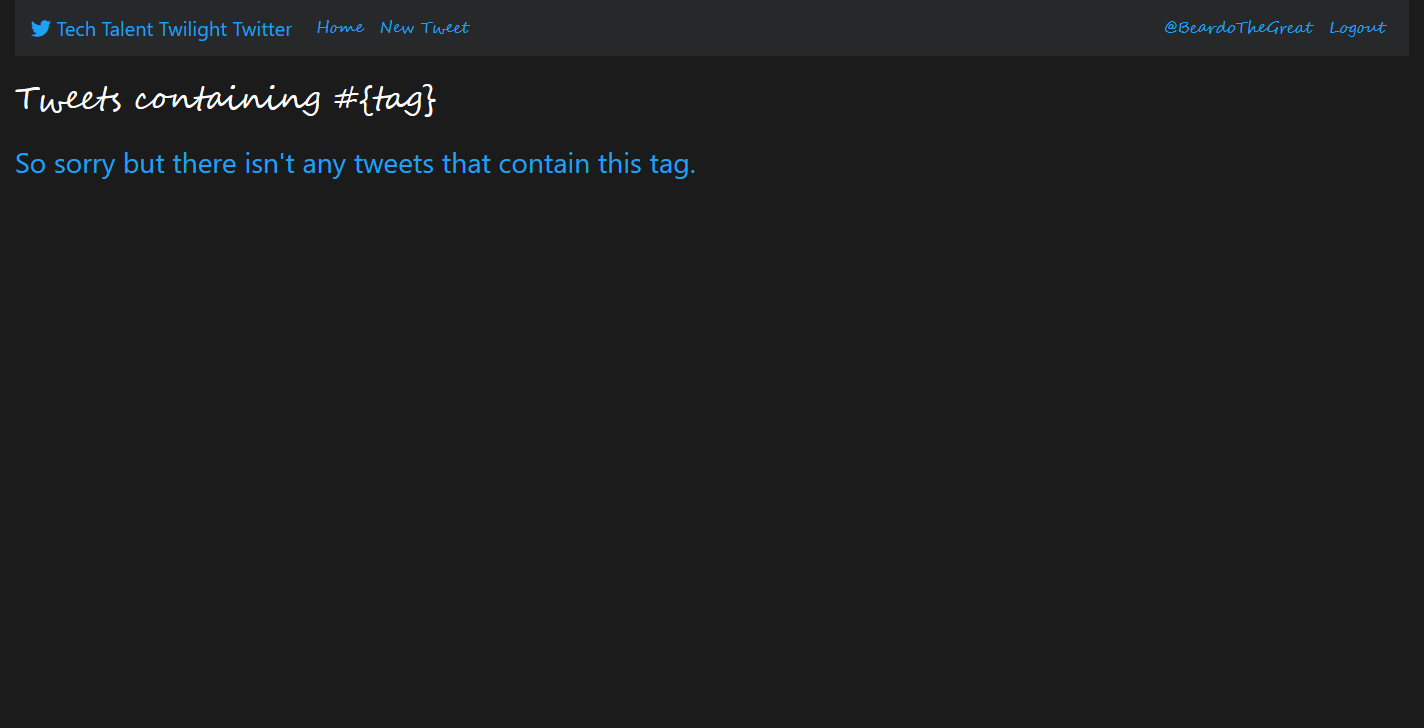 Tech Talent Twilight Twitter Home New Tweet @BeardoTheGreat Logout
Tweets containing #{tag}
So sorry but there isn't any tweets that contain this tag.